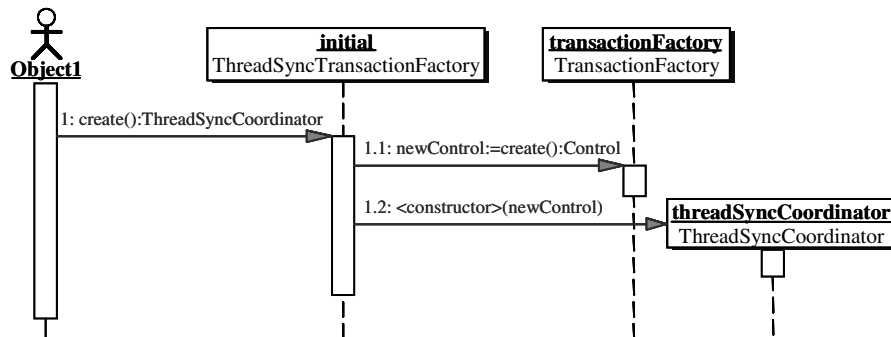 Object1
initial
ThreadSyncTransactionFactory
transactionFactory
TransactionFactory
1: create():ThreadSyncCoordinator
1.1: newControl:=create():Control
1.2: <constructor>(newControl)
threadSyncCoordinator
ThreadSyncCoordinator